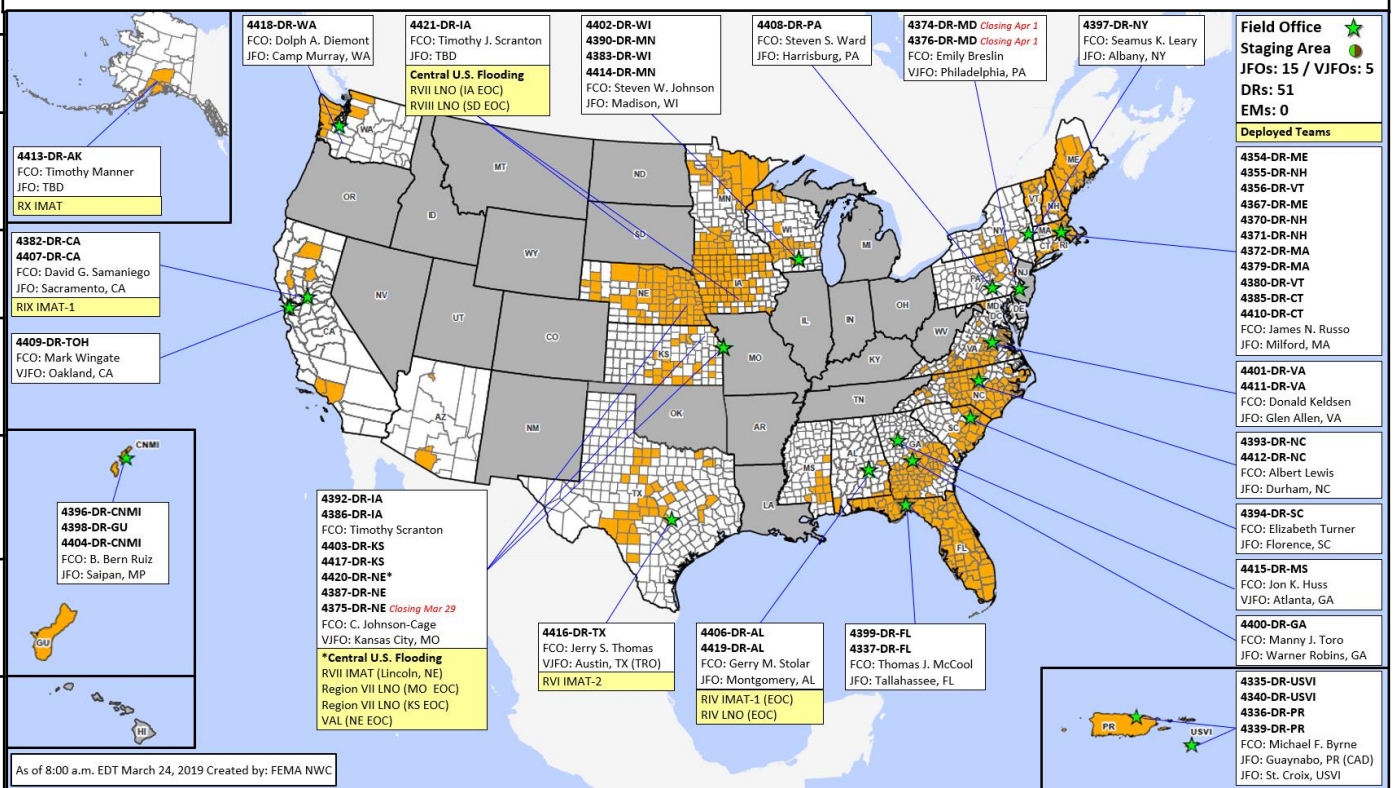 4418-DR-WA
FCO: Dolph A. Diemont
JFO: Camp Murray, WA
4421-DR-IA
FCO: Timothy J. Scranton
JFO: TBD
Central U.S. Flooding
RVII LNO (IA EOC)
RVIII LNO (SD EOC)
4402-DR-WI
4390-DR-MN
4383-DR-WI
4414-DR-MN
FCO: Steven W. Johnson
JFO: Madison, WI
4408-DR-PA
FCO: Steven S. Ward
JFO: Harrisburg, PA
4374-DR-MD Closing Apr 1
4376-DR-MD Closing Apr 1
FCO: Emily Breslin
VJFO: Philadelphia, PA
4397-DR-NY
FCO: Seamus K. Leary
JFO: Albany, NY
Field Office
Staging Area
JFOs: 15 / VJFOs: 5
DRs: 51
EMs: 0
Deployed Teams
4413-DR-AK
FCO: Timothy Manner
JFO: TBD
RX IMAT
4382-DR-CA
4407-DR-CA
FCO: David G. Samaniego
JFO: Sacramento, CA
RIX IMAT-1
4409-DR-TOH
FCO: Mark Wingate
VJFO: Oakland, CA
4354-DR-ME
4355-DR-NH
4356-DR-VT
4367-DR-ME
4370-DR-NH
4371-DR-NH
4372-DR-MA
4379-DR-MA
4380-DR-VT
4385-DR-CT
4410-DR-CT
FCO: James N. Russo
JFO: Milford, MA
4401-DR-VA
4411-DR-VA
FCO: Donald Keldsen
JFO: Glen Allen, VA
4393-DR-NC
4412-DR-NC
FCO: Albert Lewis
JFO: Durham, NC
4394-DR-SC
FCO: Elizabeth Turner
JFO: Florence, SC
4415-DR-MS
FCO: Jon K. Huss
VJFO: Atlanta, GA
4400-DR-GA
FCO: Manny J. Toro
JFO: Warner Robins, GA
WA
OR
ID
MT
ND
SD
WY
NV
UT
CO
CA
AZ
NM
NE
KS
OK
TX
MN
IA
MO
AR
LA
WI
MI
IL
IN
OH
KY
TN
MS
AL
GA
FL
SC
NC
VA
WV
MD
DC
DE
NJ
PA
NY
CT
RI
MA
VT
NH
ME
CNMI
4396-DR-CNMI
4398-DR-GU
4404-DR-CNMI
FCO: B. Bern Ruiz
JFO: Saipan, MP
GU
HI
4392-DR-IA
4386-DR-IA
FCO: Timothy Scranton
4403-DR-KS
4417-DR-KS
4420-DR-NE*
4387-DR-NE
4375-DR-NE Closing Mar 29
FCO: C. Johnson-Cage
VJFO: Kansas City, MO
*Central U.S. Flooding
RVII IMAT (Lincoln, NE)
Region VII LNO (MO EOC)
Region VII LNO (KS EOC)
VAL (NE EOC)
4416-DR-TX
FCO: Jerry S. Thomas
VJFO: Austin, TX (TRO)
RVI IMAT-2
4406-DR-AL
4419-DR-AL
FCO: Gerry M. Stolar
JFO: Montgomery, AL
RIV IMAT-1 (EOC)
RIV LNO (EOC)
4399-DR-FL
4337-DR-FL
FCO: Thomas J. McCool
JFO: Tallahassee, FL
PR
USVI
4335-DR-USVI
4340-DR-USVI
4336-DR-PR
4339-DR-PR
FCO: Michael F. Byrne
JFO: Guaynabo, PR (CAD)
JFO: St. Croix, USVI
As of 8:00 a.m. EDT March 24, 2019 Created by: FEMA NWC